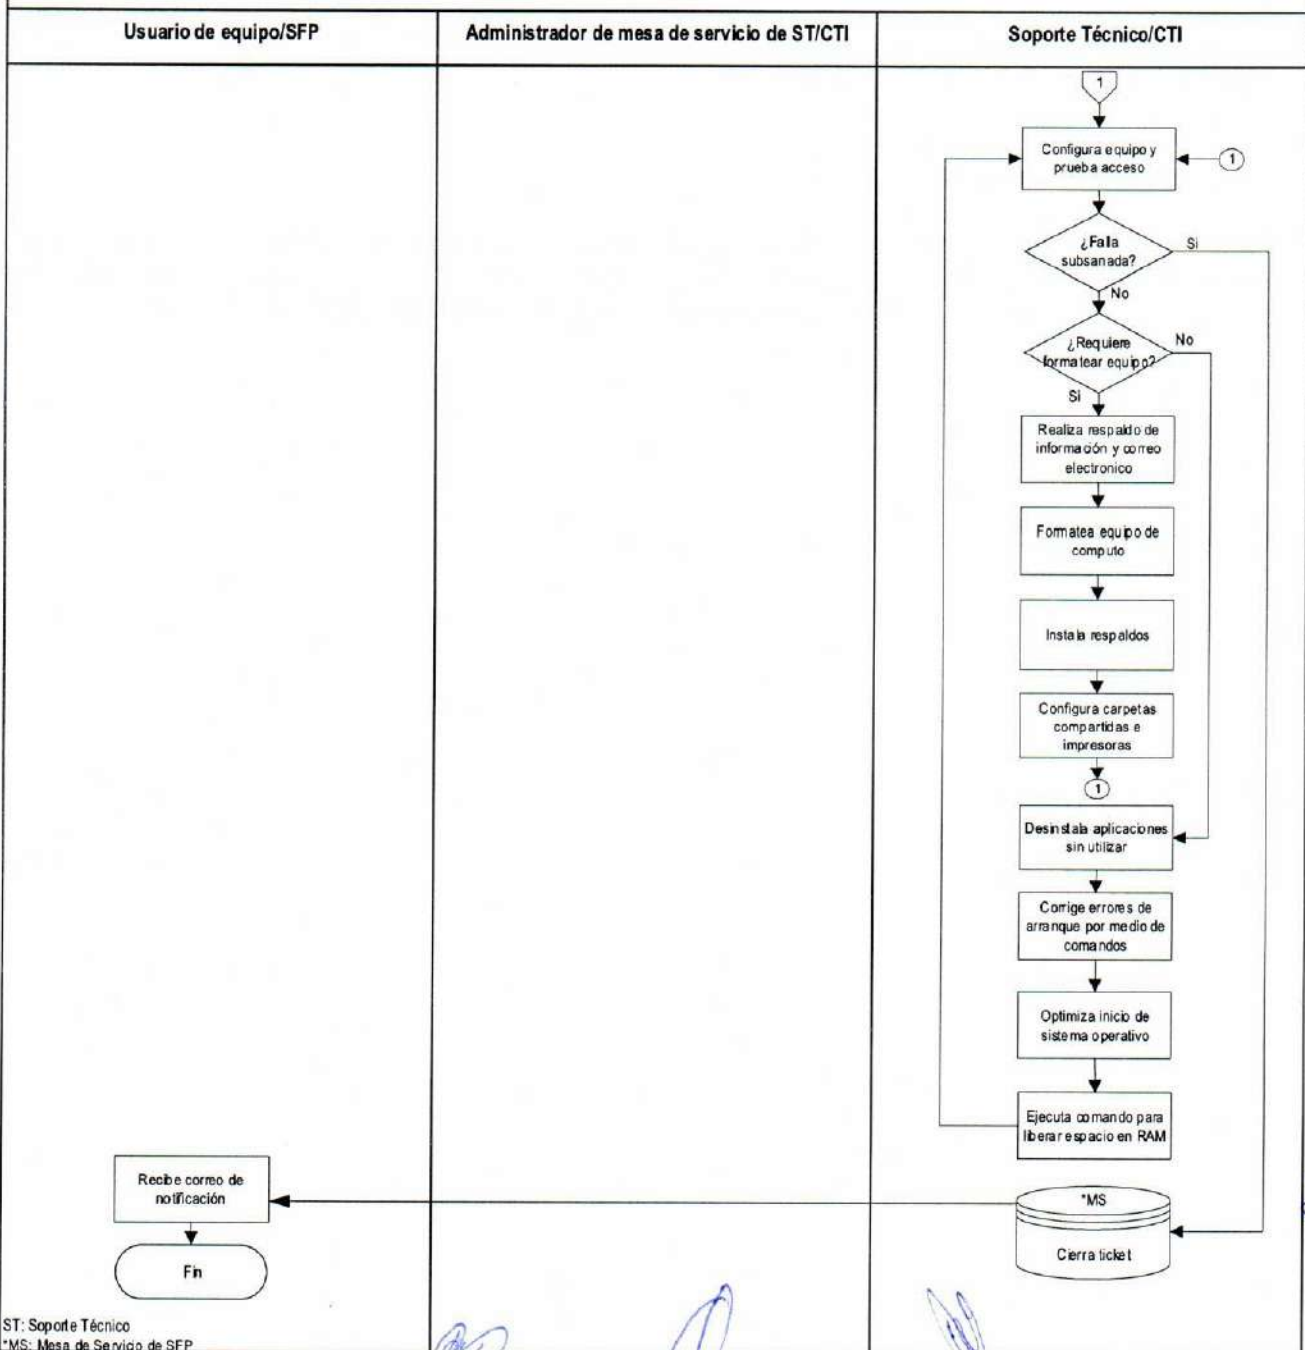 Usuario de equipo/SFP
Administrador de mesa de servicio de ST/CTI
Soporte Técnico/CTI
1
Configura equipo y
prueba acceso
1
¿Falla
subsanada?
Si
No
¿Requiere
formatear equipo?
No
Si
Realiza respaldo de
información y correo
electronico
Formatea equipo de
computo
Instala respaldos
Configura carpetas
compartidas e
impresoras
1
Desinstala aplicaciones
sin utilizar
Corrige errores de
arranque por medio de
comandos
Optimiza inicio de
sistema operativo
Ejecuta comando para
liberar espacio en RAM
Recibe correo de
notificación
*MS
Cierra ticket
Fin
ST: Soporte Técnico
*MS: Mesa de Servicio de SFP